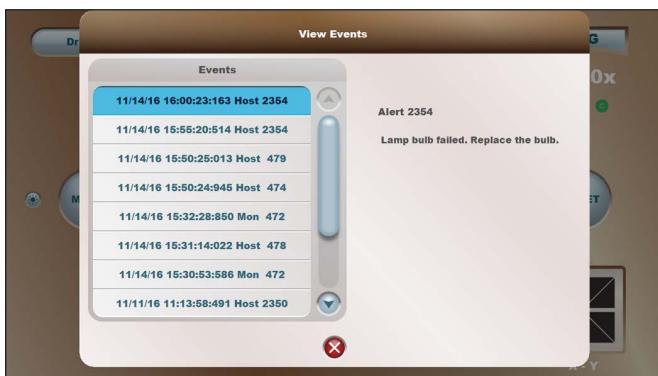 View Events
Dr
G
Events
0x
11/14/16 16:00:23:163 Host 2354
Alert 2354
11/14/16 15:55:20:514 Host 2354
Lamp bulb failed. Replace the bulb.
11/14/16 15:50:25:013 Host 479
11/14/16 15:50:24:945 Host 474
M
ET
11/14/16 15:32:28:850 Mon 472
11/14/16 15:31:14:022 Host 478
11/14/16 15:30:53:586 Mon 472
11/11/16 11:13:58:491 Host 2350
X - Y